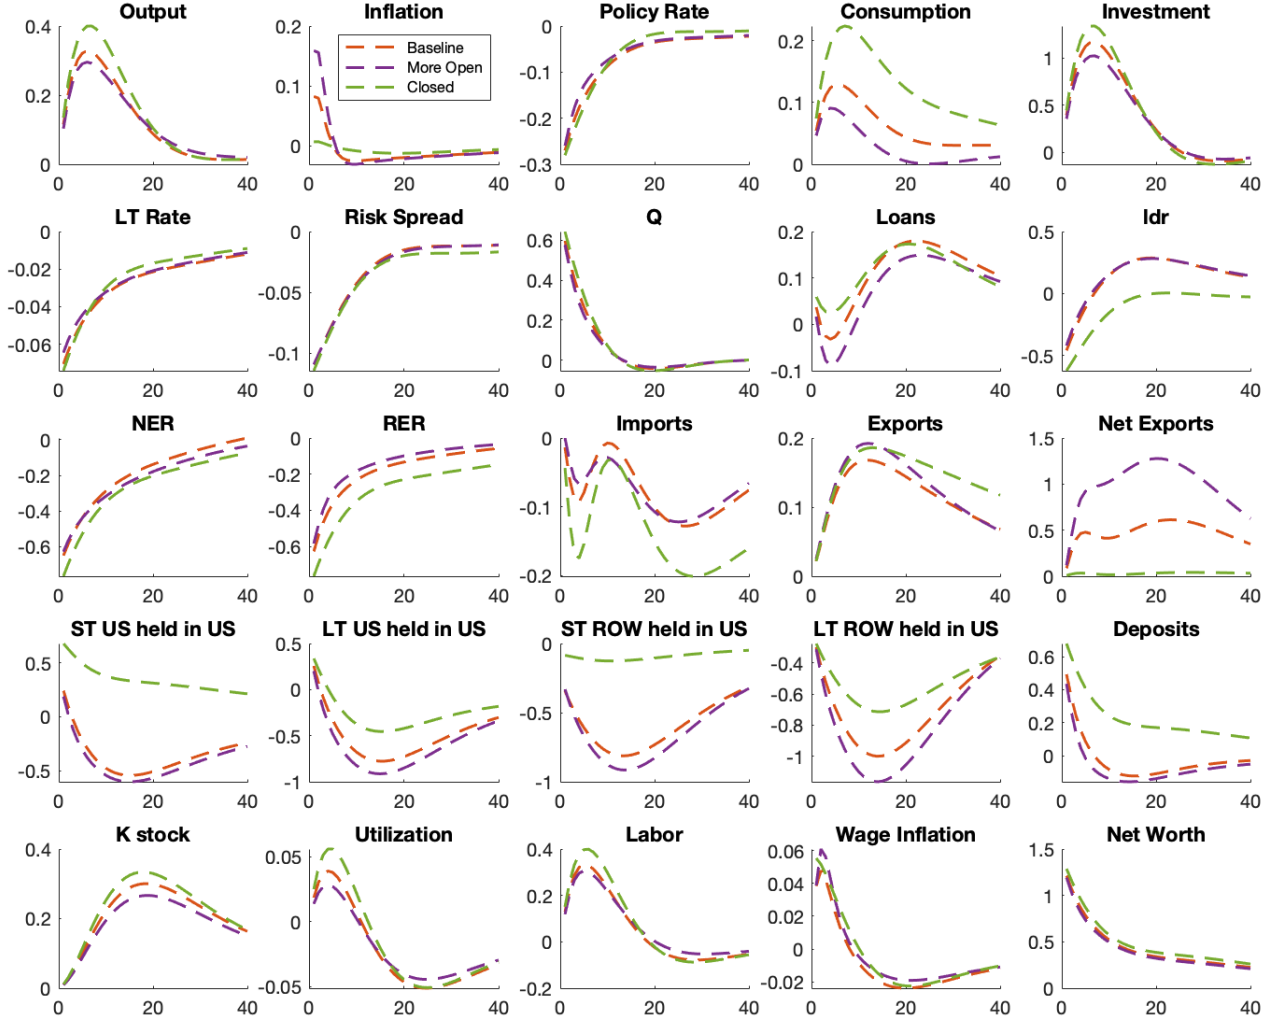 Output Inflation Policy Rate Consumption Investment
0.4 0.2 0 0.2 1
Baseline
More Open
Closed
0.1 -0.1
0.2 0.1 0.5
0 -0.2
0 -0.3 0 0
0 20 40 0 20 40 0 20 40 0 20 40 0 20 40
LT Rate Risk Spread Q Loans ldr
0 0 0.6 0.2 0.5
-0.02 0.4 0.1 0
-0.04 -0.05 0.2 0
-0.06 -0.1 0 -0.1 -0.5
0 20 40 0 20 40 0 20 40 0 20 40 0 20 40
NER RER Imports Exports Net Exports
0 0 0 0.2 1.5
-0.2 -0.2 1
-0.4 -0.4 -0.1 0.1 0.5
-0.6 -0.6 -0.2 0 0
0 20 40 0 20 40 0 20 40 0 20 40 0 20 40
ST US held in US LT US held in US ST ROW held in US LT ROW held in US Deposits
0.5 0.5 0 -0.4 0.6
0 0 -0.5 -0.6 0.4
-0.5 -0.5 -0.8 0.2
-1 -1 -1 0
0 20 40 0 20 40 0 20 40 0 20 40 0 20 40
K stock Utilization Labor Wage Inflation Net Worth
0.4 0.05 0.4 0.06 1.5
0.2 0.04 1
0.2 0 0 0.02 0.5
0
0 -0.05 -0.2 -0.02 0
0 20 40 0 20 40 0 20 40 0 20 40 0 20 40